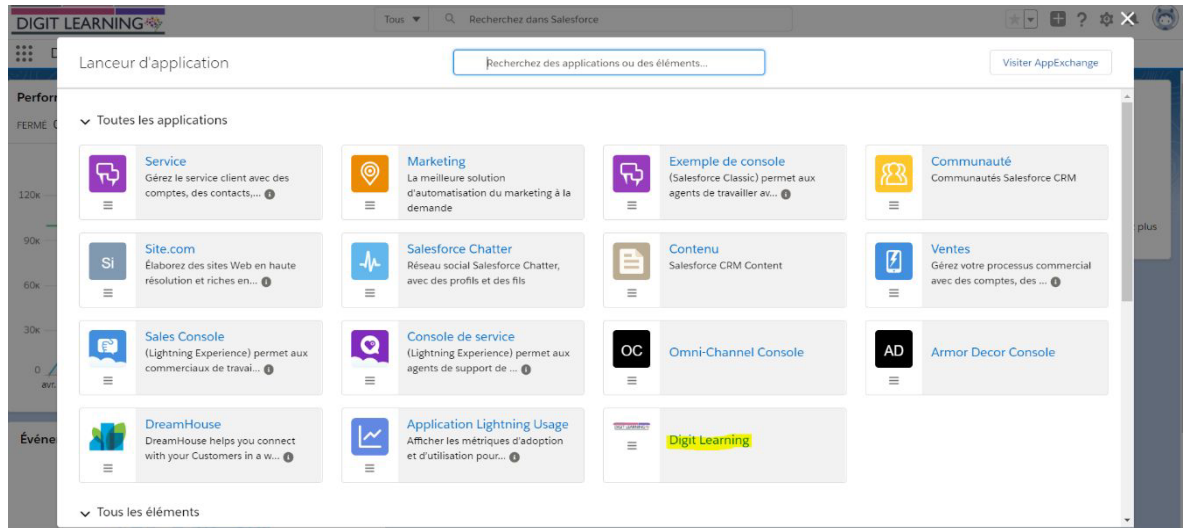 DIGIT LEARNING
Tous
Recherchez dans Salesforce
Lanceur d'application
Recherchez des applications ou des éléments...
Visiter AppExchange
FERMÉ
120K
90K
60K
30K
0
avr.
plus
Toutes les applications
Service
Gérez le service client avec des
comptes, des contacts,...
Marketing
La meilleure solution
d'automatisation du marketing à la
demande
Exemple de console
(Salesforce Classic) permet aux
agents de travailler av...
Communauté
Communautés Salesforce CRM
Si
Site.com
Élaborez des sites Web en haute
résolution et riches en...
Salesforce Chatter
Réseau social Salesforce Chatter,
avec des profils et des fils
Contenu
Salesforce CRM Content
Ventes
Gérez votre processus commercial
avec des comptes, des ...
Sales Console
(Lightning Experience) permet aux
commerciaux de travai...
Console de service
(Lightning Experience) permet aux
agents de support de ...
OC
Omni-Channel Console
AD
Armor Decor Console
DreamHouse
DreamHouse helps you connect
with your Customers in a w...
Application Lightning Usage
Afficher les métriques d'adoption
et d'utilisation pour...
DIGIT LEARNING
Digit Learning
Tous les éléments